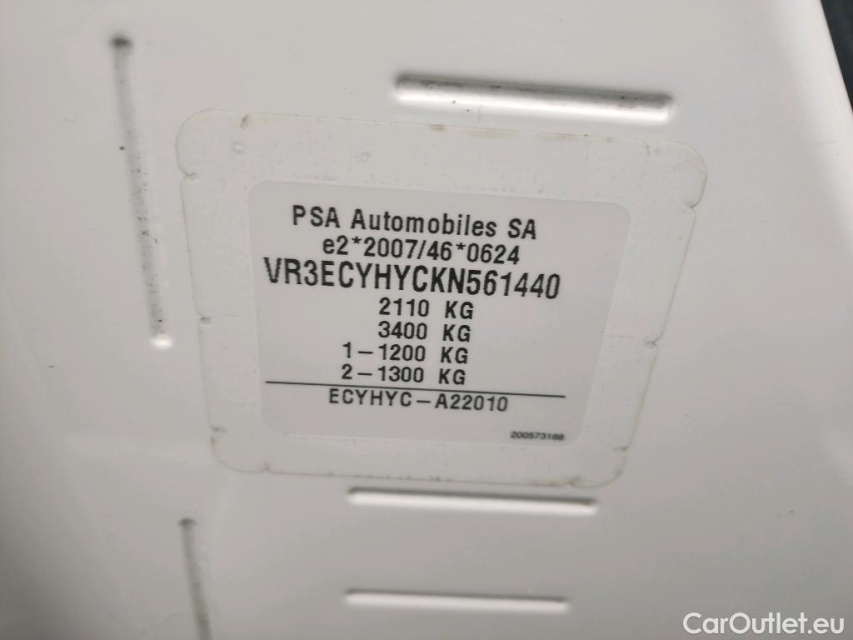 PSA Automobiles SA
e2*2007/46*0624
VR3ECYHYCKN561440
2110 KG
3400 KG
1-1200 KG
2-1300 KG
ECYHYC-A22010
200573188
CarOutlet.eu